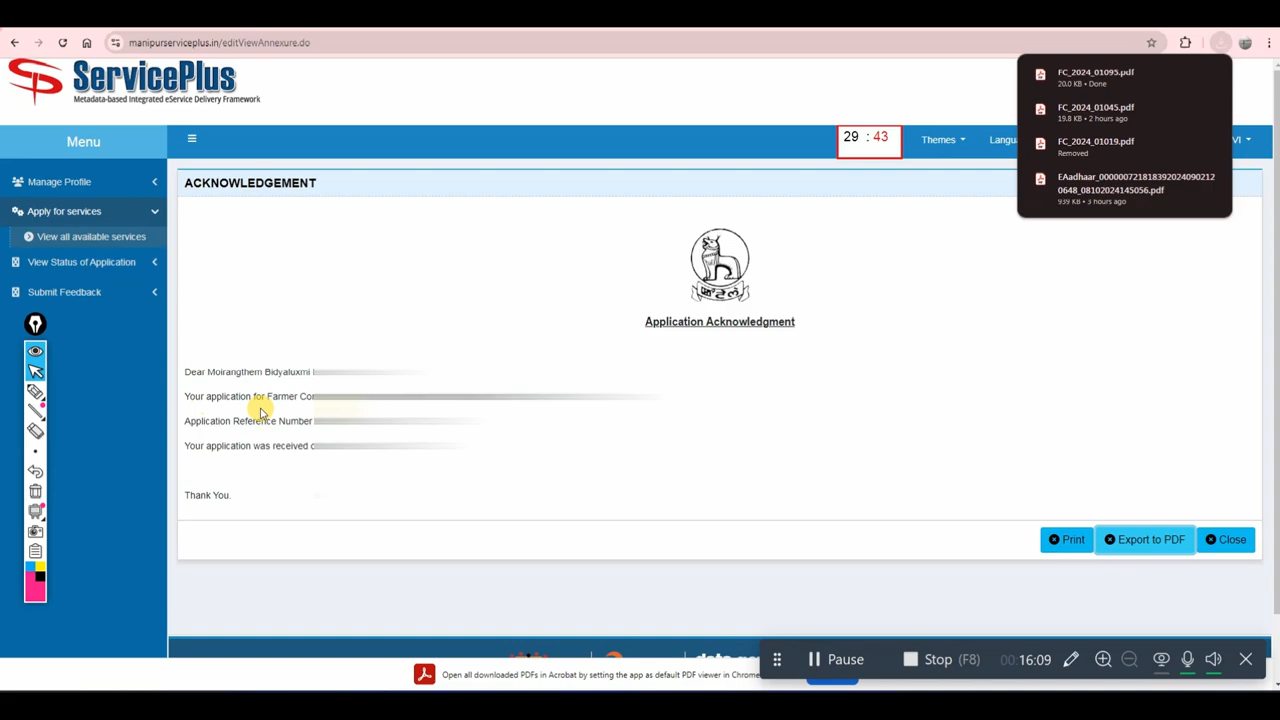 manipurserviceplus.in/editViewAnnexure.do
ServicePlus
Metadata-based Integrated eService Delivery Framework
FC_2024_01095.pdf
20.0 KB • Done
FC_2024_01045.pdf
19.8 KB • 2 hours ago
FC_2024_01019.pdf
Removed
EAadhaar_000000721818392024090212
0648_08102024145056.pdf
939 KB • 3 hours ago
Menu
29 : 43
Themes
Langu
VI
Manage Profile
Apply for services
View all available services
View Status of Application
Submit Feedback
ACKNOWLEDGEMENT
Application Acknowledgment
Dear Moirangthem Bidyaluxmi
Your application for Farmer Cor
Application Reference Number
Your application was received
Thank You.
Print
Export to PDF
Close
Open all downloaded PDFs in Acrobat by setting the app as default PDF viewer in Chrome
Pause
Stop (F8)
00:16:09